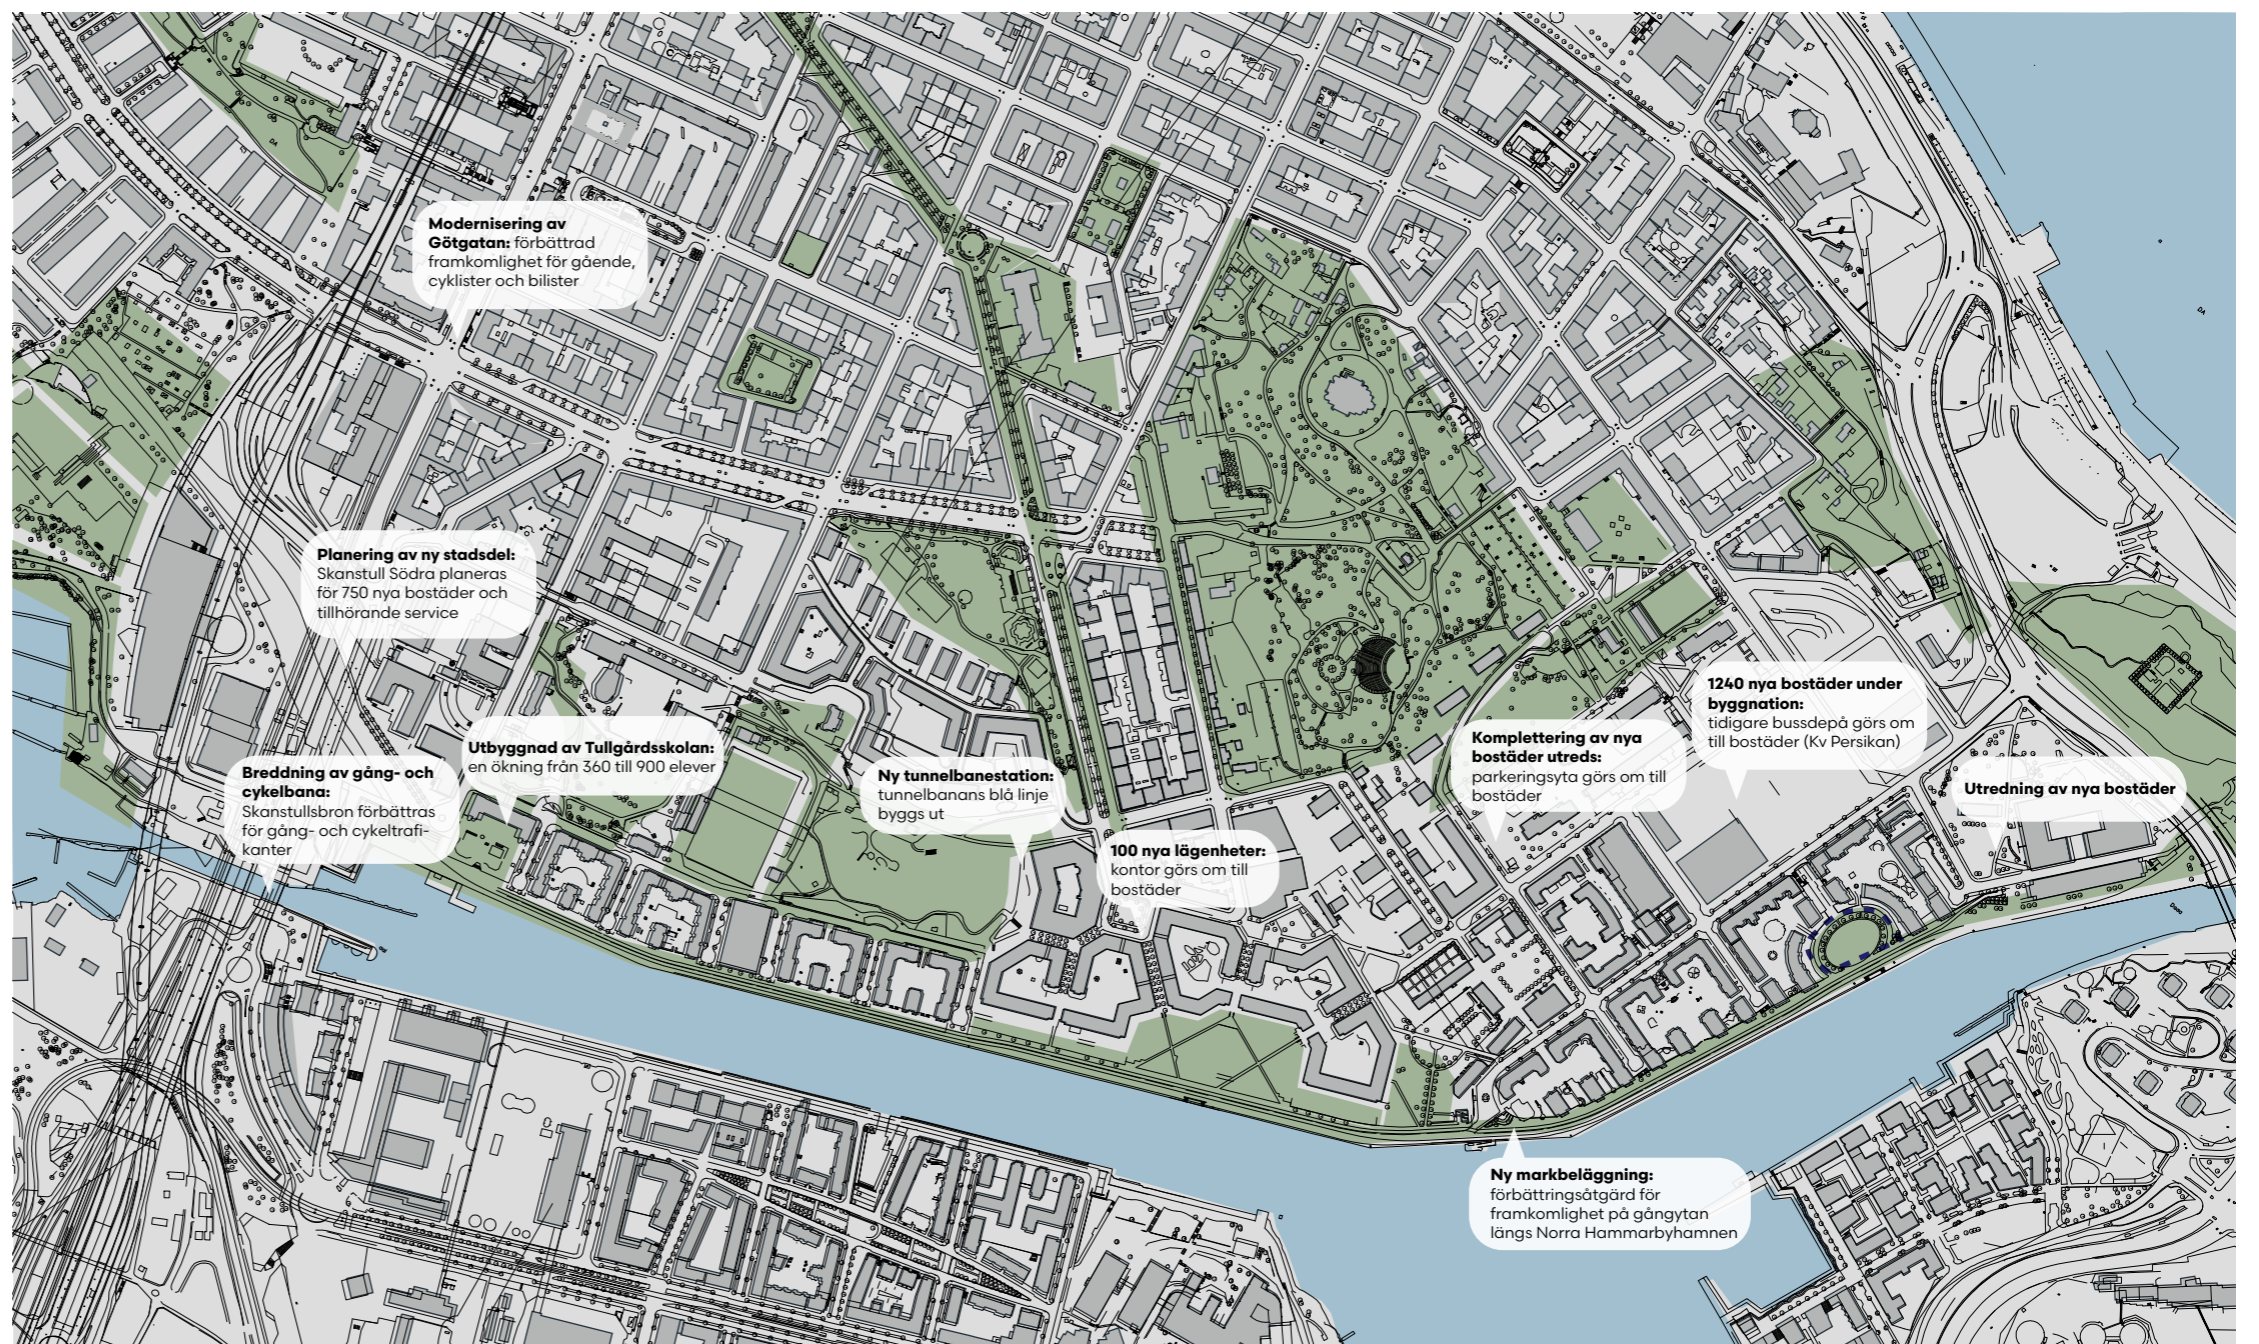 Modernisering av
Götgatan: förbättrad
framkomlighet för gående,
cyklister och bilister
Planering av ny stadsdel:
Skanstull Södra planeras
för 750 nya bostäder och
tillhörande service
Utbyggnad av Tullgårdsskolan:
en ökning från 360 till 900 elever
Breddning av gång- och
cykelbana:
Skanstullsbron förbättras
för gång- och cykeltrafi-
kanter
Ny tunnelbanestation:
tunnelbanans blå linje
byggs ut
100 nya lägenheter:
kontor görs om till
bostäder
Komplettering av nya
bostäder utreds:
parkeringsyta görs om till
bostäder
1240 nya bostäder under
byggnation:
tidigare bussdepå görs om
till bostäder (Kv Persikan)
Utredning av nya bostäder
Ny markbeläggning:
förbättringsåtgärd för
framkomlighet på gångytan
längs Norra Hammarbyhamnen